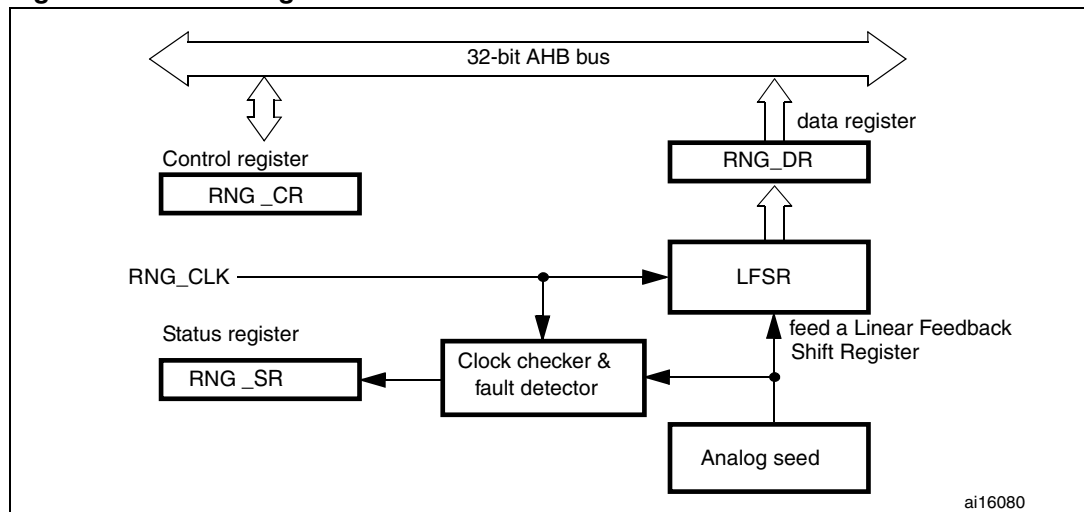 32-bit AHB bus
data register
Control register
RNG_DR
RNG _CR
RNG_CLK
LFSR
Status register
feed a Linear Feedback
Shift Register
RNG _SR
Clock checker &
fault detector
Analog seed
ai16080